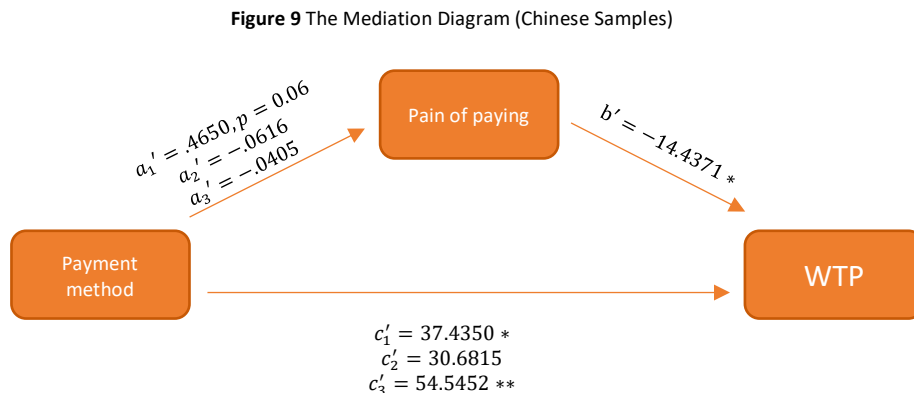 Figure 9 The Mediation Diagram (Chinese Samples)
a₁′ = .4650, p = 0.06
a₂′ = −.0616
a₃′ = −.0405
Pain of paying
b′ = −14.4371 *
Payment
method
WTP
c₁′ = 37.4350 *
c₂′ = 30.6815
c₃′ = 54.5452 **